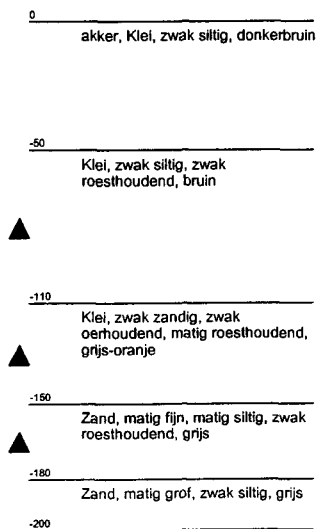 0
akker, Klei, zwak siltig, donkerbruin
-50
Klei, zwak siltig, zwak
roesthoudend, bruin
-110
Klei, zwak zandig, zwak
oerhoudend, matig roesthoudend,
grijs-oranje
-150
Zand, matig fijn, matig siltig, zwak
roesthoudend, grijs
-180
Zand, matig grof, zwak siltig, grijs
-200